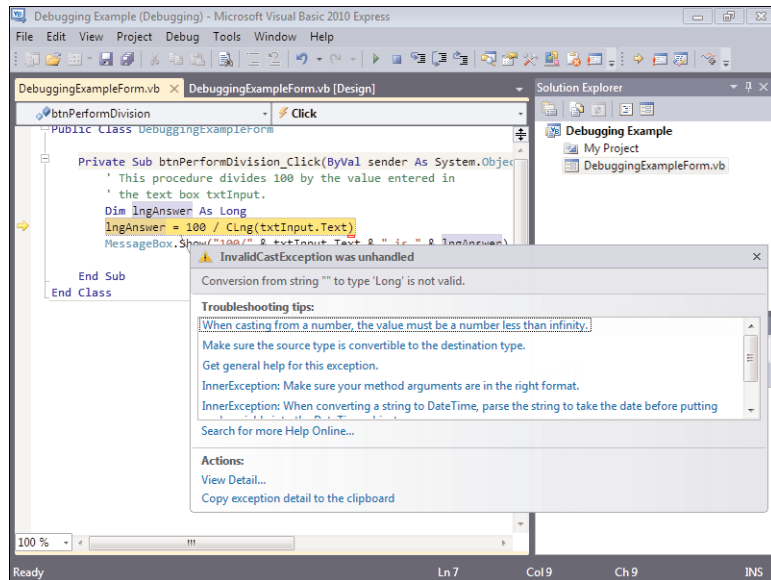 Debugging Example (Debugging) - Microsoft Visual Basic 2010 Express
File Edit View Project Debug Tools Window Help
DebuggingExampleForm.vb DebuggingExampleForm.vb [Design]
Solution Explorer
btnPerformDivision Click
Debugging Example
My Project
DebuggingExampleForm.vb
Public Class DebuggingExampleForm
Private Sub btnPerformDivision_Click(ByVal sender As System.Objec
' This procedure divides 100 by the value entered in
' the text box txtInput.
Dim lngAnswer As Long
lngAnswer = 100 / CLng(txtInput.Text)
MessageBox.Show("100/" & txtInput.Text & " is " & lngAnswer)
End Sub
End Class
InvalidCastException was unhandled
Conversion from string "" to type 'Long' is not valid.
Troubleshooting tips:
When casting from a number, the value must be a number less than infinity.
Make sure the source type is convertible to the destination type.
Get general help for this exception.
InnerException: Make sure your method arguments are in the right format.
InnerException: When converting a string to DateTime, parse the string to take the date before putting
Search for more Help Online...
Actions:
View Detail...
Copy exception detail to the clipboard
100 %
Ready Ln 7 Col 9 Ch 9 INS